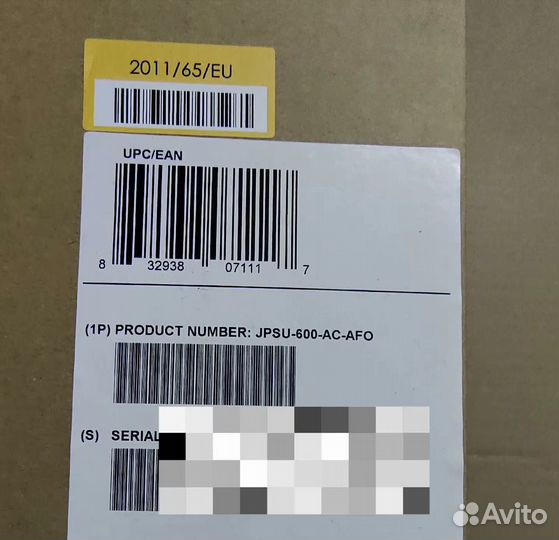 2011/65/EU
UPC/EAN
8 32938 07111 7
(1P) PRODUCT NUMBER: JPSU-600-AC-AFO
(S) SERIAL
Avito